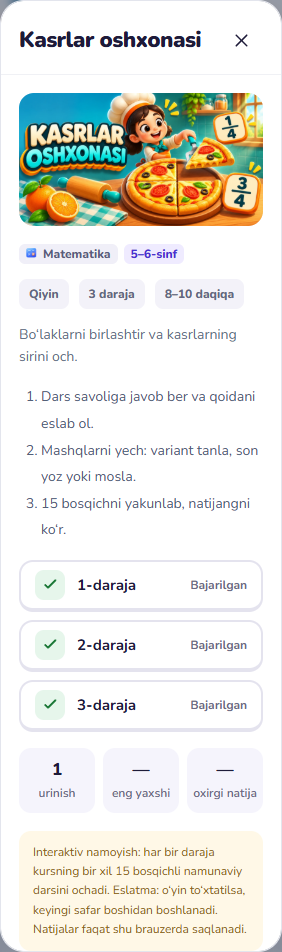 Kasrlar oshxonasi
KASRLAR
OSHXONASI
1/4
3/4
Matematika
5–6-sinf
Qiyin
3 daraja
8–10 daqiqa
Bo‘laklarni birlashtir va kasrlarning
sirini och.
1. Dars savoliga javob ber va qoidani
eslab ol.
2. Mashqlarni yech: variant tanla, son
yoz yoki mosla.
3. 15 bosqichni yakunlab, natijangni
ko‘r.
1-daraja Bajarilgan
2-daraja Bajarilgan
3-daraja Bajarilgan
1 — —
urinish eng yaxshi oxirgi natija
Interaktiv namoyish: har bir daraja
kursning bir xil 15 bosqichli namunaviy
darsini ochadi. Eslatma: o‘yin to‘xtatilsa,
keyingi safar boshidan boshlanadi.
Natijalar faqat shu brauzerda saqlanadi.